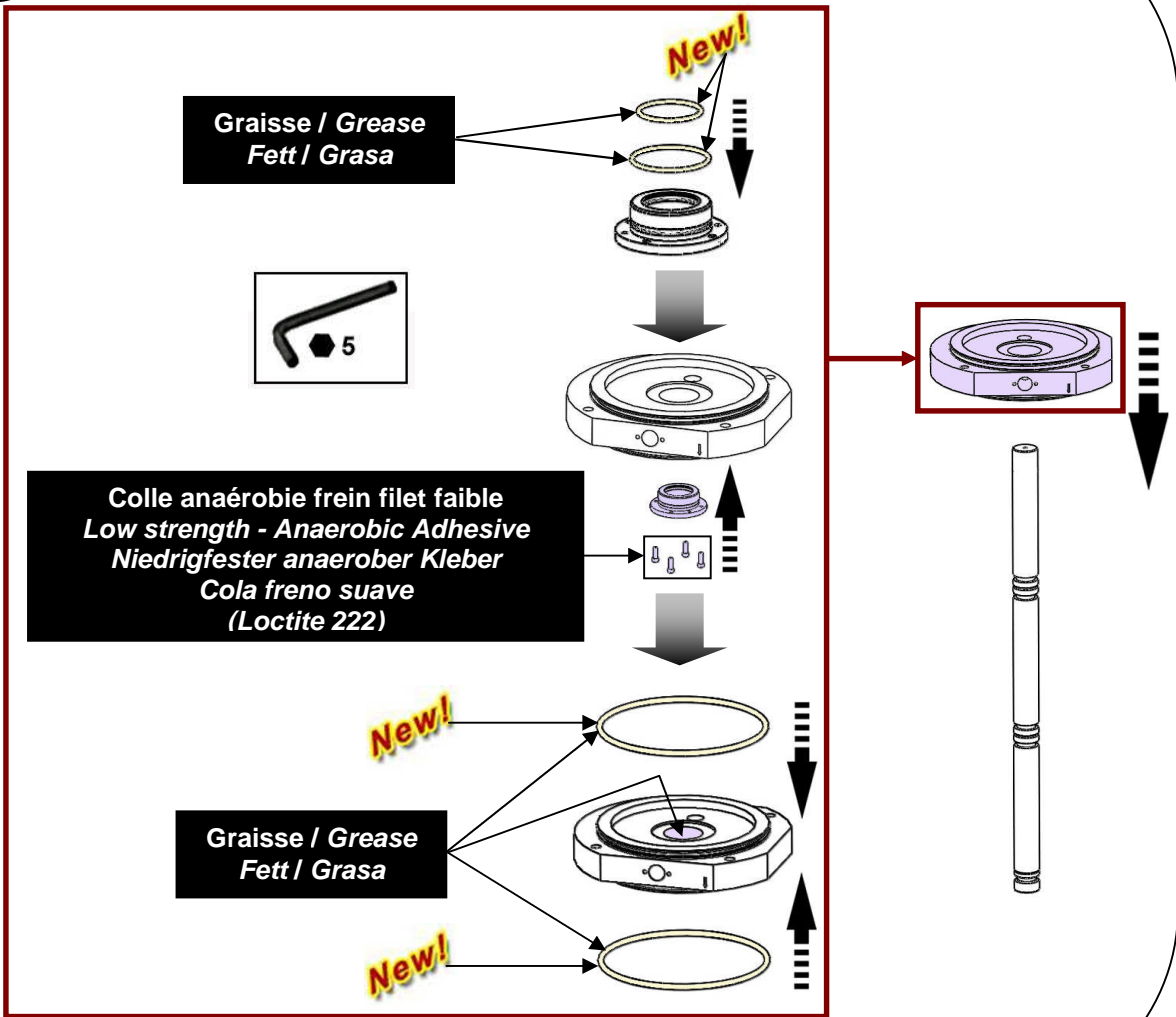 New!
Graisse / Grease
Fett / Grasa
5
Colle anaérobie frein filet faible
Low strength - Anaerobic Adhesive
Niedrigfester anaerober Kleber
Cola freno suave
(Loctite 222)
New!
Graisse / Grease
Fett / Grasa
New!